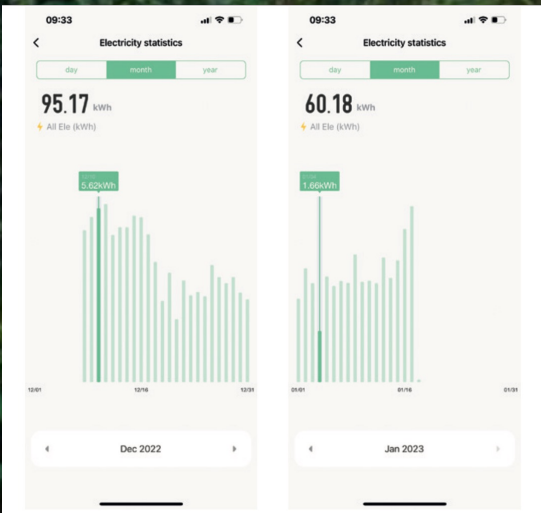 09:33
Electricity statistics
day month year
95.17 kWh
All Ele (kWh)
5.62kWh
12/01 12/16 12/31
Dec 2022
09:33
Electricity statistics
day month year
60.18 kWh
All Ele (kWh)
1.66kWh
01/01 01/16 01/31
Jan 2023